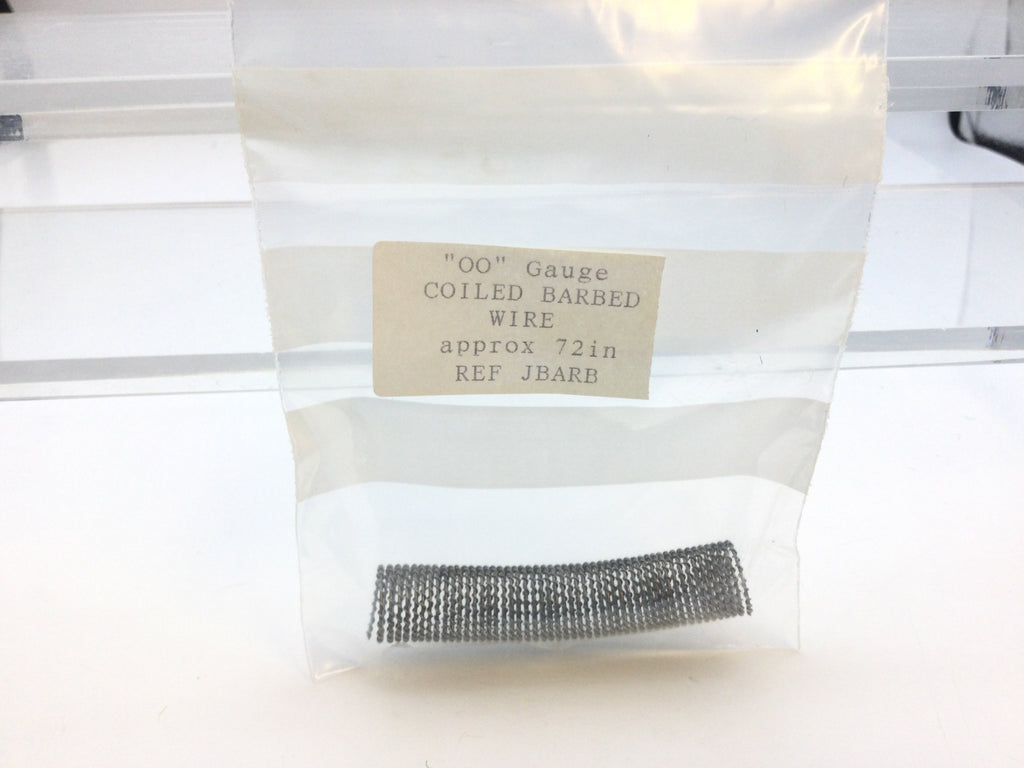 "OO" Gauge
COILED BARBED
WIRE
approx 72in
REF JBARB